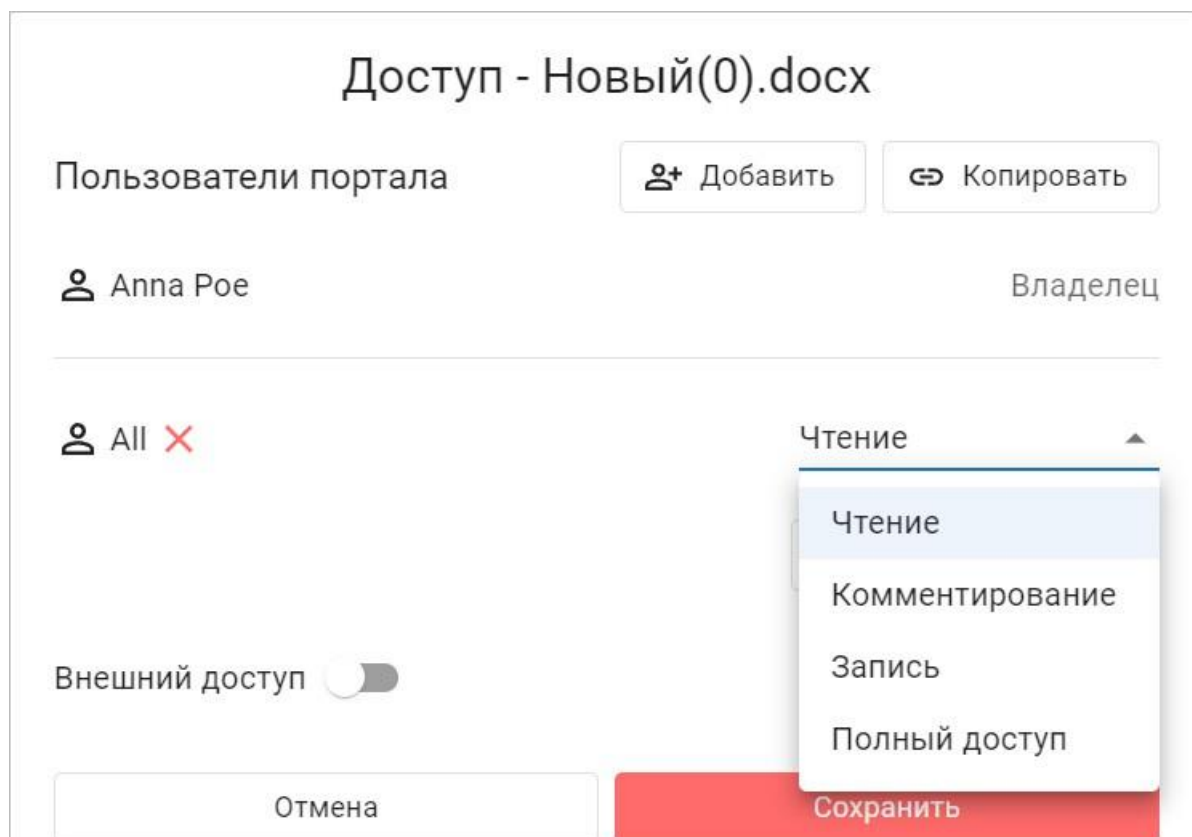 Доступ - Новый(0).docx
Пользователи портала Добавить Копировать
Anna Poe Владелец
All Чтение
Чтение
Комментирование
Внешний доступ Запись
Полный доступ
Отмена Сохранить